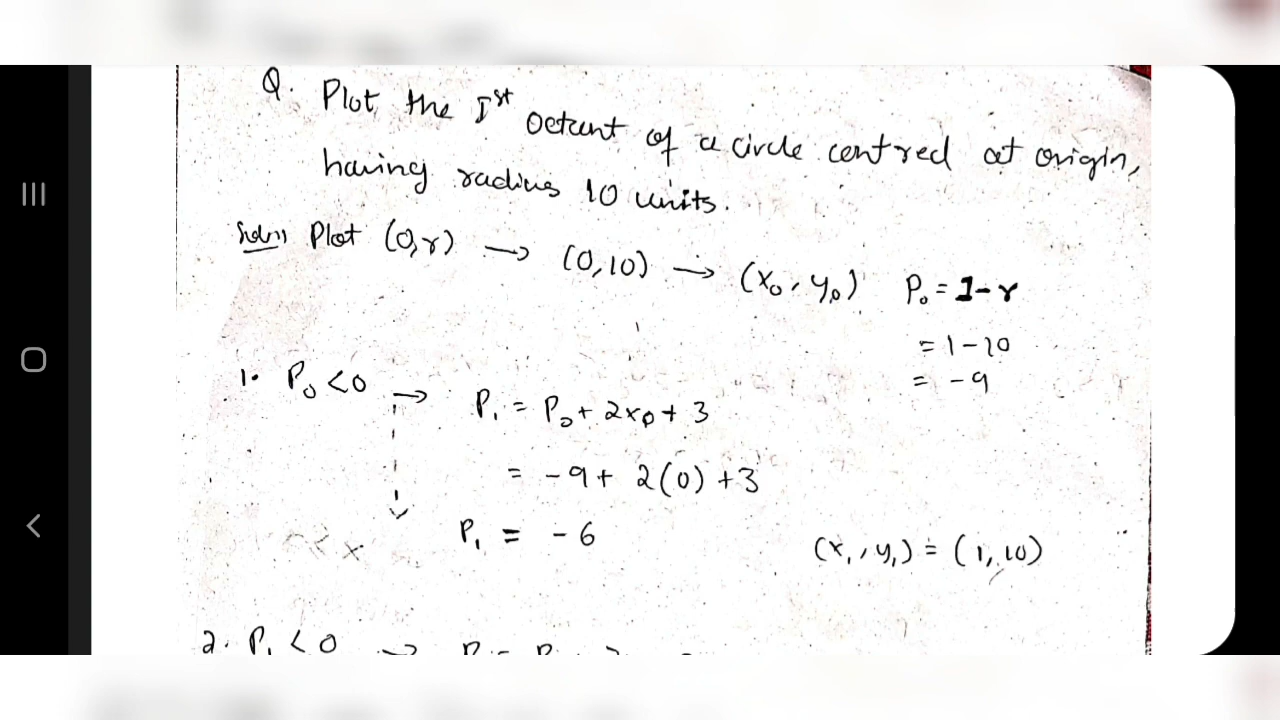 Q. Plot the Ist Octant of a circle centred at origin,
having radius 10 units.
Soln Plot (0,r) → (0,10) → (x₀, y₀) P₀ = 1-r
= 1-10
= -9
1. P₀ <0 → P₁ = P₀ + 2x₀ + 3
= -9 + 2(0) +3
P₁ = -6 (x₁, y₁) = (1, 10)
2. P₁ < 0 →